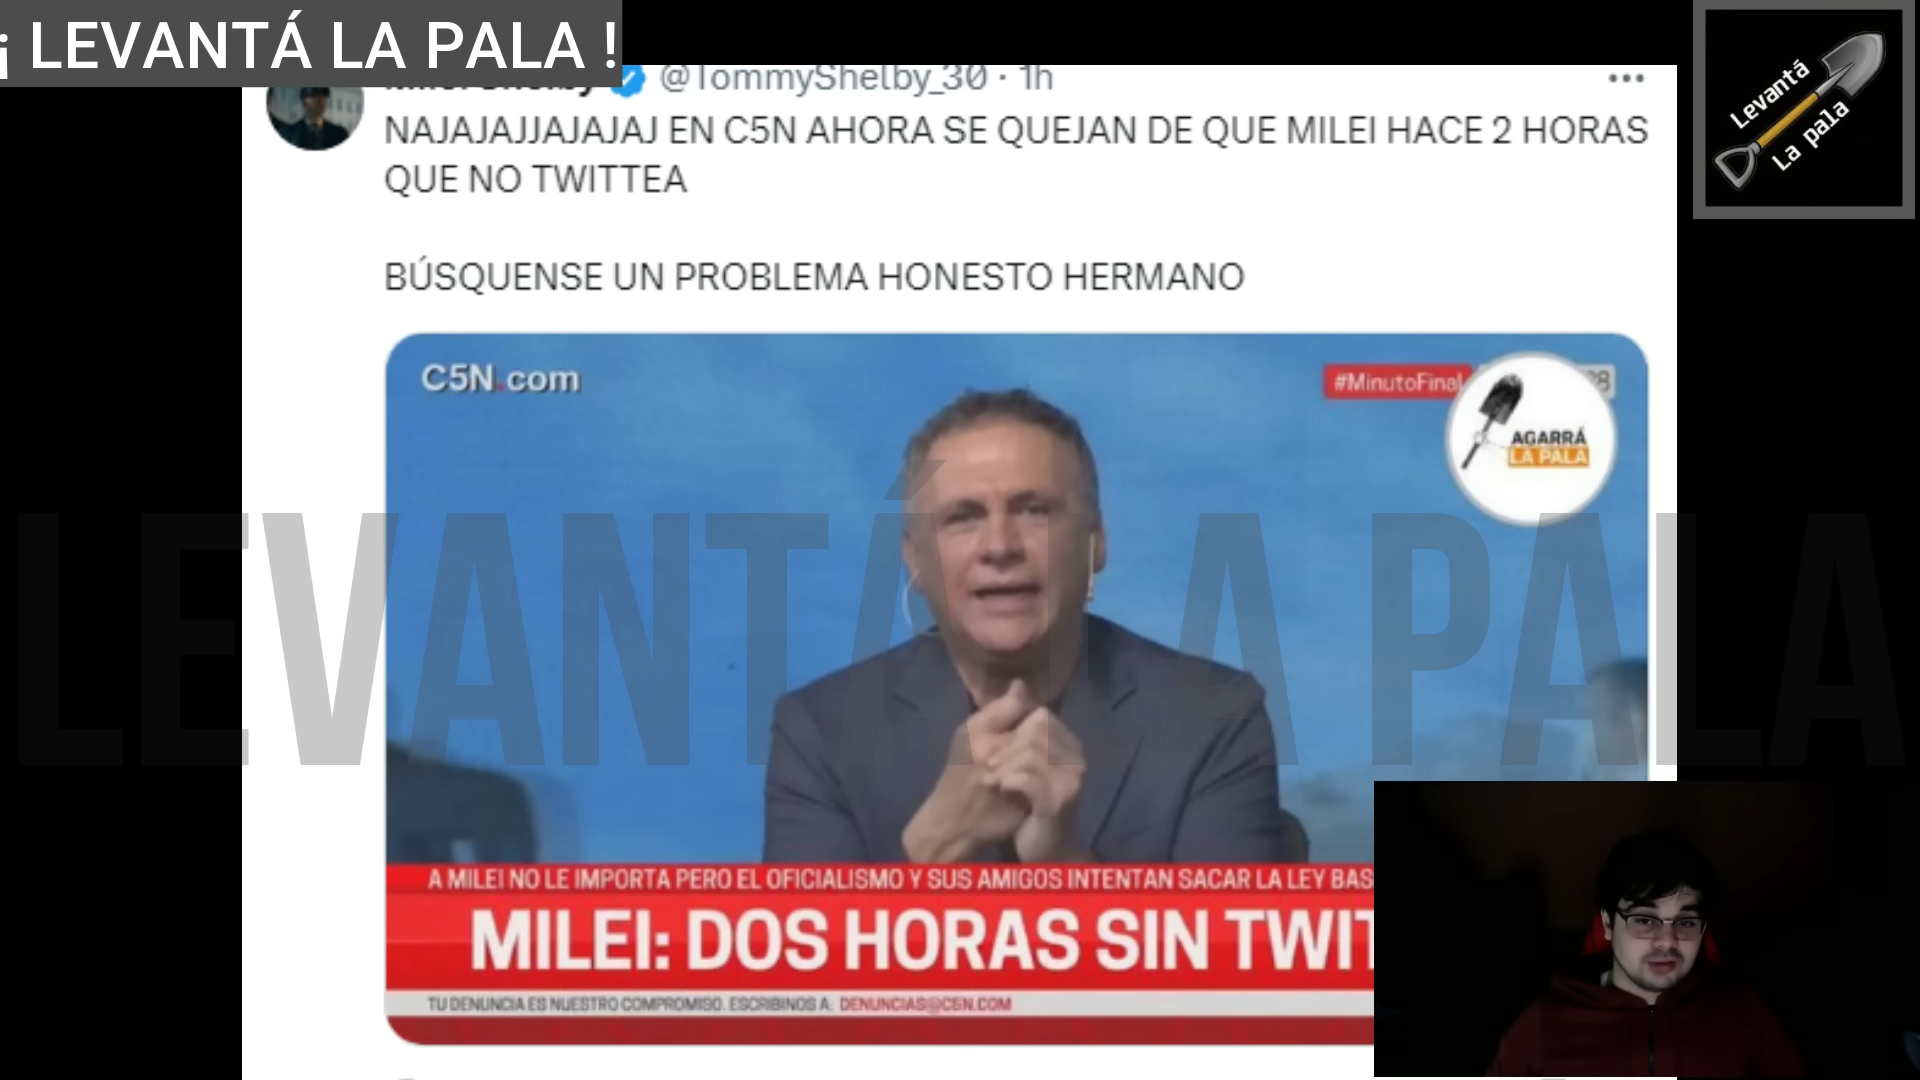 ¡ LEVANTÁ LA PALA !
Levantá
La pala
@TommyShelby_30 · 1h
NAJAJAJJAJAJAJ EN C5N AHORA SE QUEJAN DE QUE MILEI HACE 2 HORAS
QUE NO TWITTEA
BÚSQUENSE UN PROBLEMA HONESTO HERMANO
C5N.com
#MinutoFinal
AGARRÁ
LA PALA
LEVANTÁ LA PALA
A MILEI NO LE IMPORTA PERO EL OFICIALISMO Y SUS AMIGOS INTENTAN SACAR LA LEY BAS
MILEI: DOS HORAS SIN TWIT
TU DENUNCIA ES NUESTRO COMPROMISO. ESCRIBINOS A: DENUNCIAS@C5N.COM